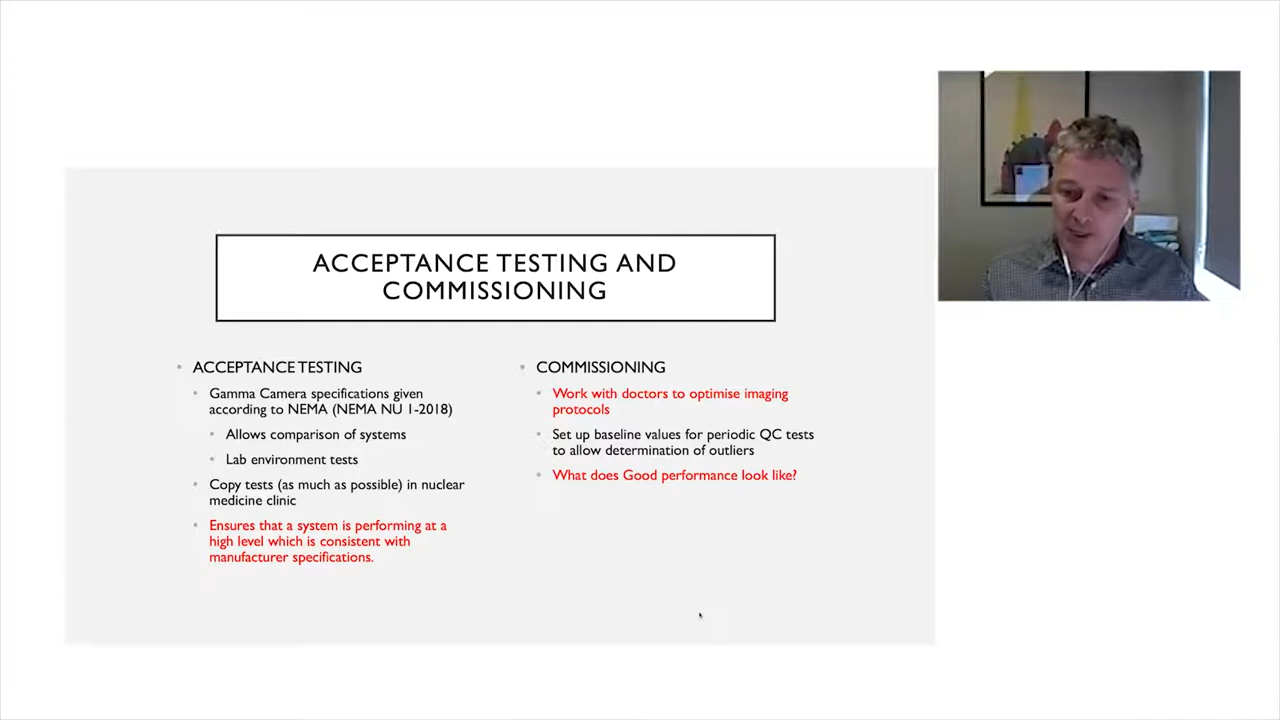 ACCEPTANCE TESTING AND
COMMISSIONING
ACCEPTANCE TESTING
Gamma Camera specifications given
according to NEMA (NEMA NU 1-2018)
Allows comparison of systems
Lab environment tests
Copy tests (as much as possible) in nuclear
medicine clinic
Ensures that a system is performing at a
high level which is consistent with
manufacturer specifications.
COMMISSIONING
Work with doctors to optimise imaging
protocols
Set up baseline values for periodic QC tests
to allow determination of outliers
What does Good performance look like?